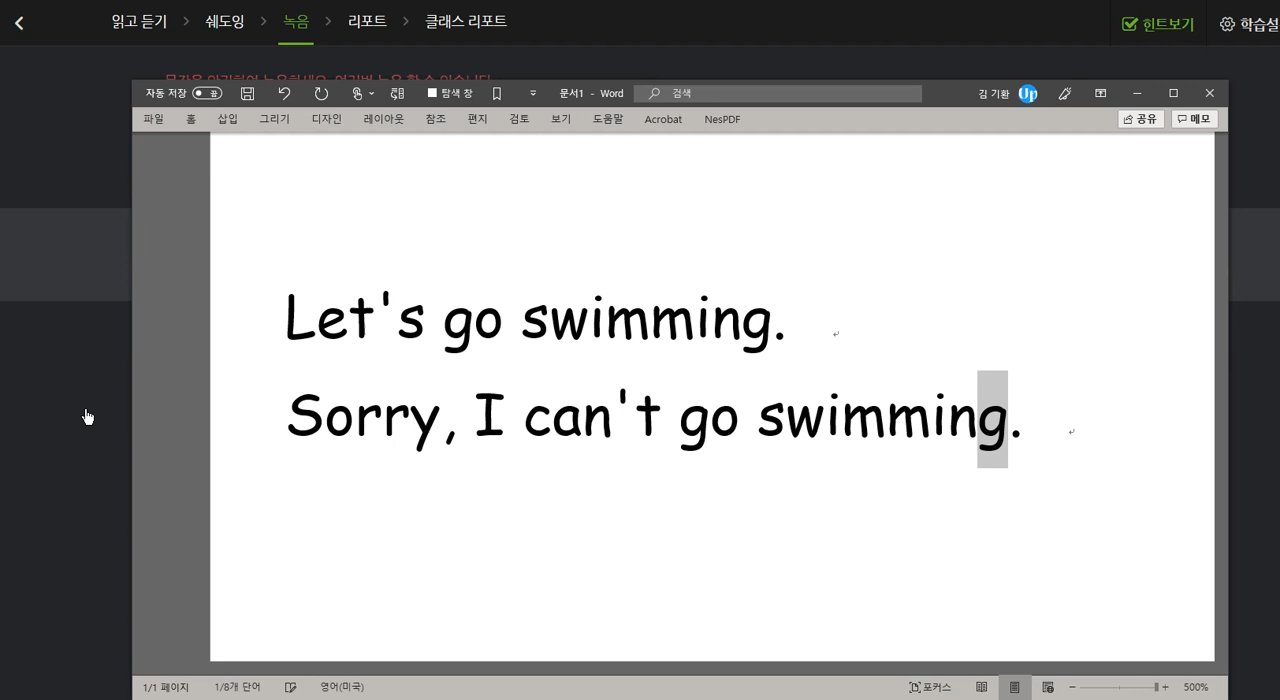 읽고 듣기 > 쉐도잉 > 녹음 > 리포트 > 클래스 리포트
힌트보기 학습설
자동 저장 탐색 창 문서1 - Word 검색 김 기환 Up
파일 홈 삽입 그리기 디자인 레이아웃 참조 편지 검토 보기 도움말 Acrobat NesPDF 공유 메모
Let's go swimming.
Sorry, I can't go swimming.
1/1 페이지 1/8개 단어 영어(미국) 포커스 500%